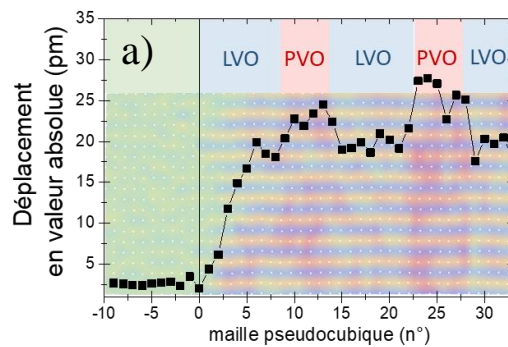 a)
LVO PVO LVO PVO LVO
Déplacement
en valeur absolue (pm)
35
30
25
20
15
10
5
-10 -5 0 5 10 15 20 25 30
maille pseudocubique (n°)